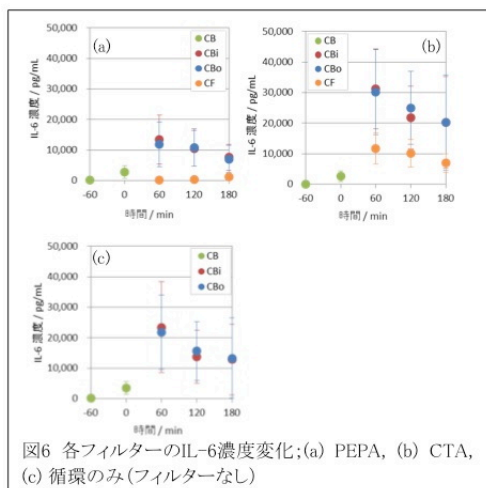 (a)
50,000
40,000
30,000
20,000
10,000
0
IL-6 濃度 / pg/mL
-60 0 60 120 180
時間 / min
CB
CBi
CBo
CF
(b)
50,000
40,000
30,000
20,000
10,000
0
IL-6 濃度 / pg/mL
-60 0 60 120 180
時間 / min
CB
CBi
CBo
CF
(c)
50,000
40,000
30,000
20,000
10,000
0
IL-6 濃度 / pg/mL
-60 0 60 120 180
時間 / min
CB
CBi
CBo
図6 各フィルターのIL-6濃度変化;(a) PEPA, (b) CTA,
(c) 循環のみ(フィルターなし)